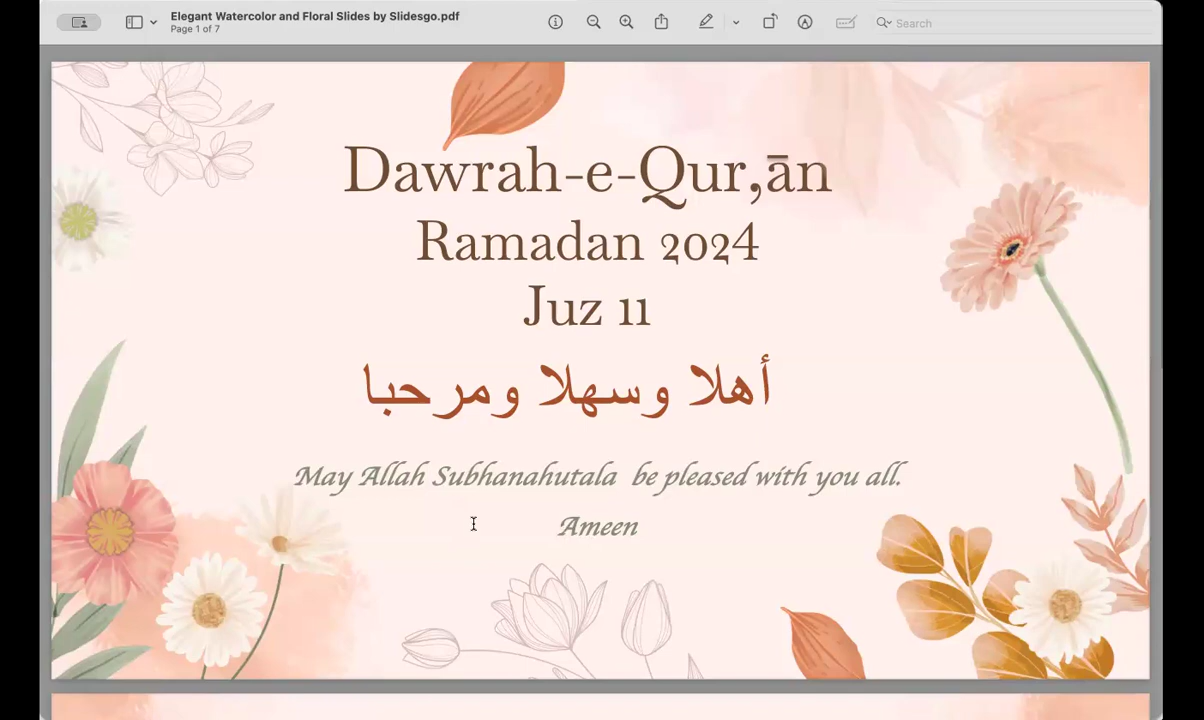 Elegant Watercolor and Floral Slides by Slidesgo.pdf
Page 1 of 7
Search
Dawrah-e-Qur,ān
Ramadan 2024
Juz 11
أهلا وسهلا ومرحبا
May Allah Subhanahutala be pleased with you all.
Ameen